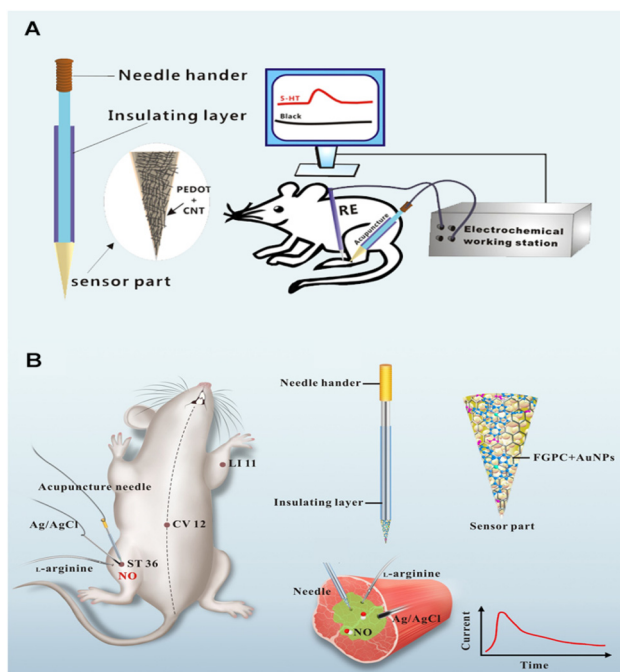 A
Needle hander
Insulating layer
PEDOT
+
CNT
sensor part
5-HT
Black
RE
Acupuncture
Electrochemical
working station
B
Needle hander
LI 11
FGPC+AuNPs
Acupuncture needle
Insulating layer
Sensor part
Ag/AgCl
CV 12
ST 36
L-arginine
NO
L-arginine
Needle
Ag/AgCl
NO
Current
Time